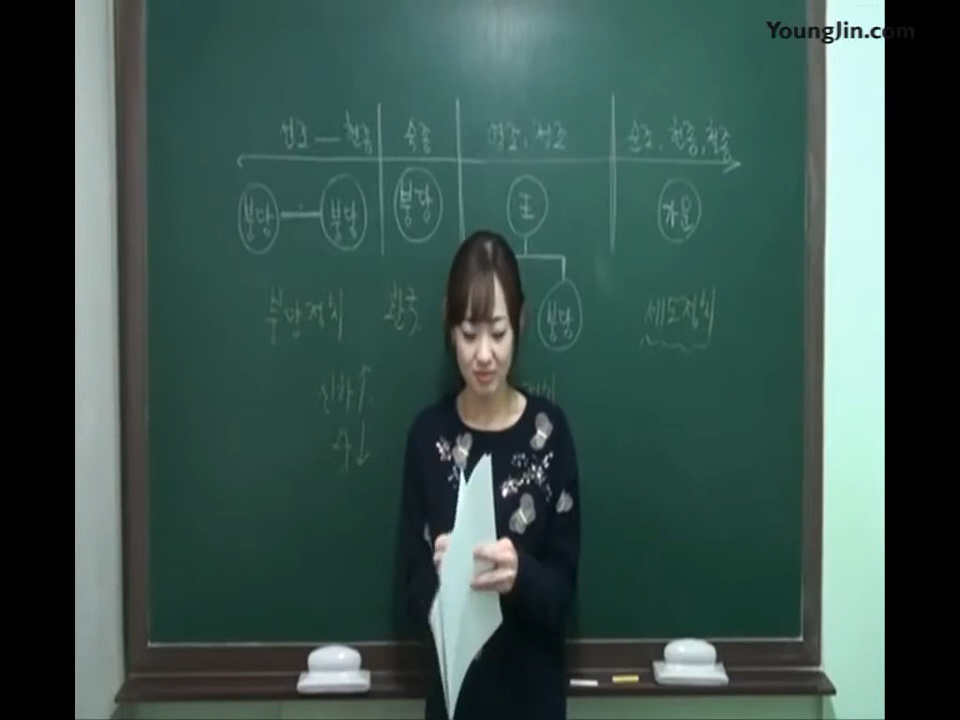 YoungJin.com
선조 — 현종 숙종 영조, 정조 순조, 헌종, 철종
붕당 붕당 붕당 왕 가문
붕당정치 환국 붕당 세도정치
신하↑
왕↓